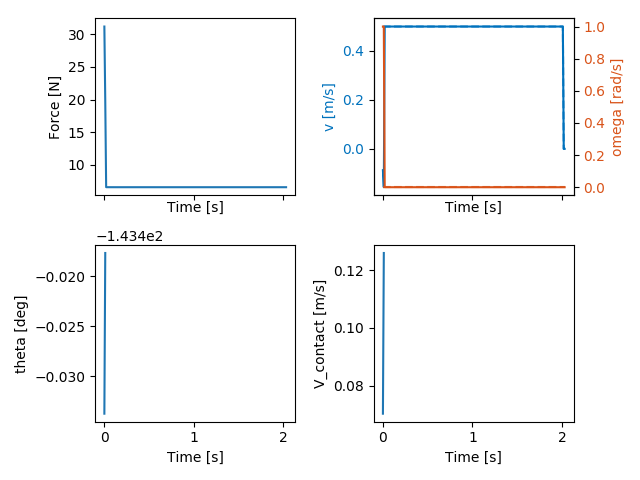 30
25
20
15
10
Force [N]
Time [s]
0.4
0.2
0.0
v [m/s]
1.0
0.8
0.6
0.4
0.2
0.0
omega [rad/s]
Time [s]
−1.434e2
−0.020
−0.025
−0.030
theta [deg]
0 1 2
Time [s]
0.12
0.10
0.08
V_contact [m/s]
0 1 2
Time [s]